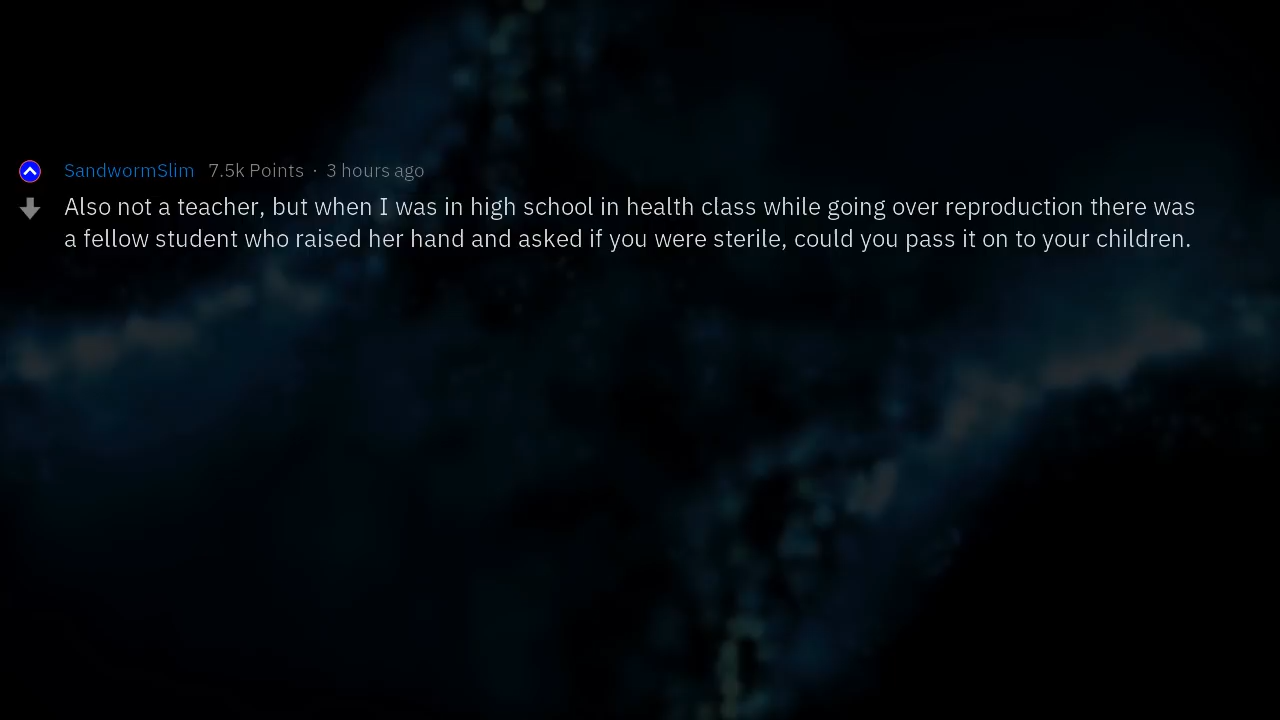 SandwormSlim 7.5k Points · 3 hours ago
Also not a teacher, but when I was in high school in health class while going over reproduction there was
a fellow student who raised her hand and asked if you were sterile, could you pass it on to your children.